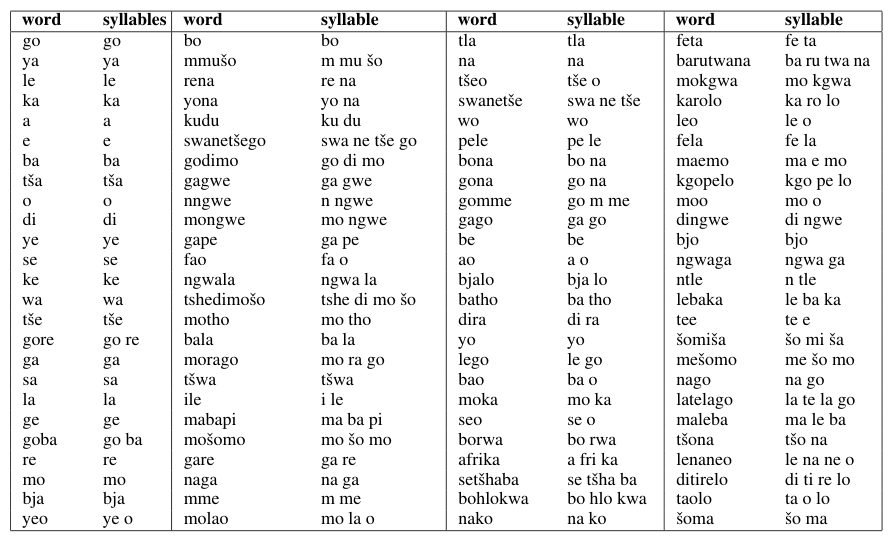 word syllables word syllable word syllable word syllable
go go bo bo tla tla feta fe ta
ya ya mmušo m mu šo na na barutwana ba ru twa na
le le rena re na tšeo tše o mokgwa mo kgwa
ka ka yona yo na swanetše swa ne tše karolo ka ro lo
a a kudu ku du wo wo leo le o
e e swanetšego swa ne tše go pele pe le fela fe la
ba ba godimo go di mo bona bo na maemo ma e mo
tša tša gagwe ga gwe gona go na kgopelo kgo pe lo
o o nngwe n ngwe gomme go m me moo mo o
di di mongwe mo ngwe gago ga go dingwe di ngwe
ye ye gape ga pe be be bjo bjo
se se fao fa o ao a o ngwaga ngwa ga
ke ke ngwala ngwa la bjalo bja lo ntle n tle
wa wa tshedimošo tshe di mo šo batho ba tho lebaka le ba ka
tše tše motho mo tho dira di ra tee te e
gore go re bala ba la yo yo šomiša šo mi ša
ga ga morago mo ra go lego le go mešomo me šo mo
sa sa tšwa tšwa bao ba o nago na go
la la ile i le moka mo ka latelago la te la go
ge ge mabapi ma ba pi seo se o maleba ma le ba
goba go ba mošomo mo šo mo borwa bo rwa tšona tšo na
re re gare ga re afrika a fri ka lenaneo le na ne o
mo mo naga na ga setšhaba se tšha ba ditirelo di ti re lo
bja bja mme m me bohlokwa bo hlo kwa taolo ta o lo
yeo ye o molao mo la o nako na ko šoma šo ma